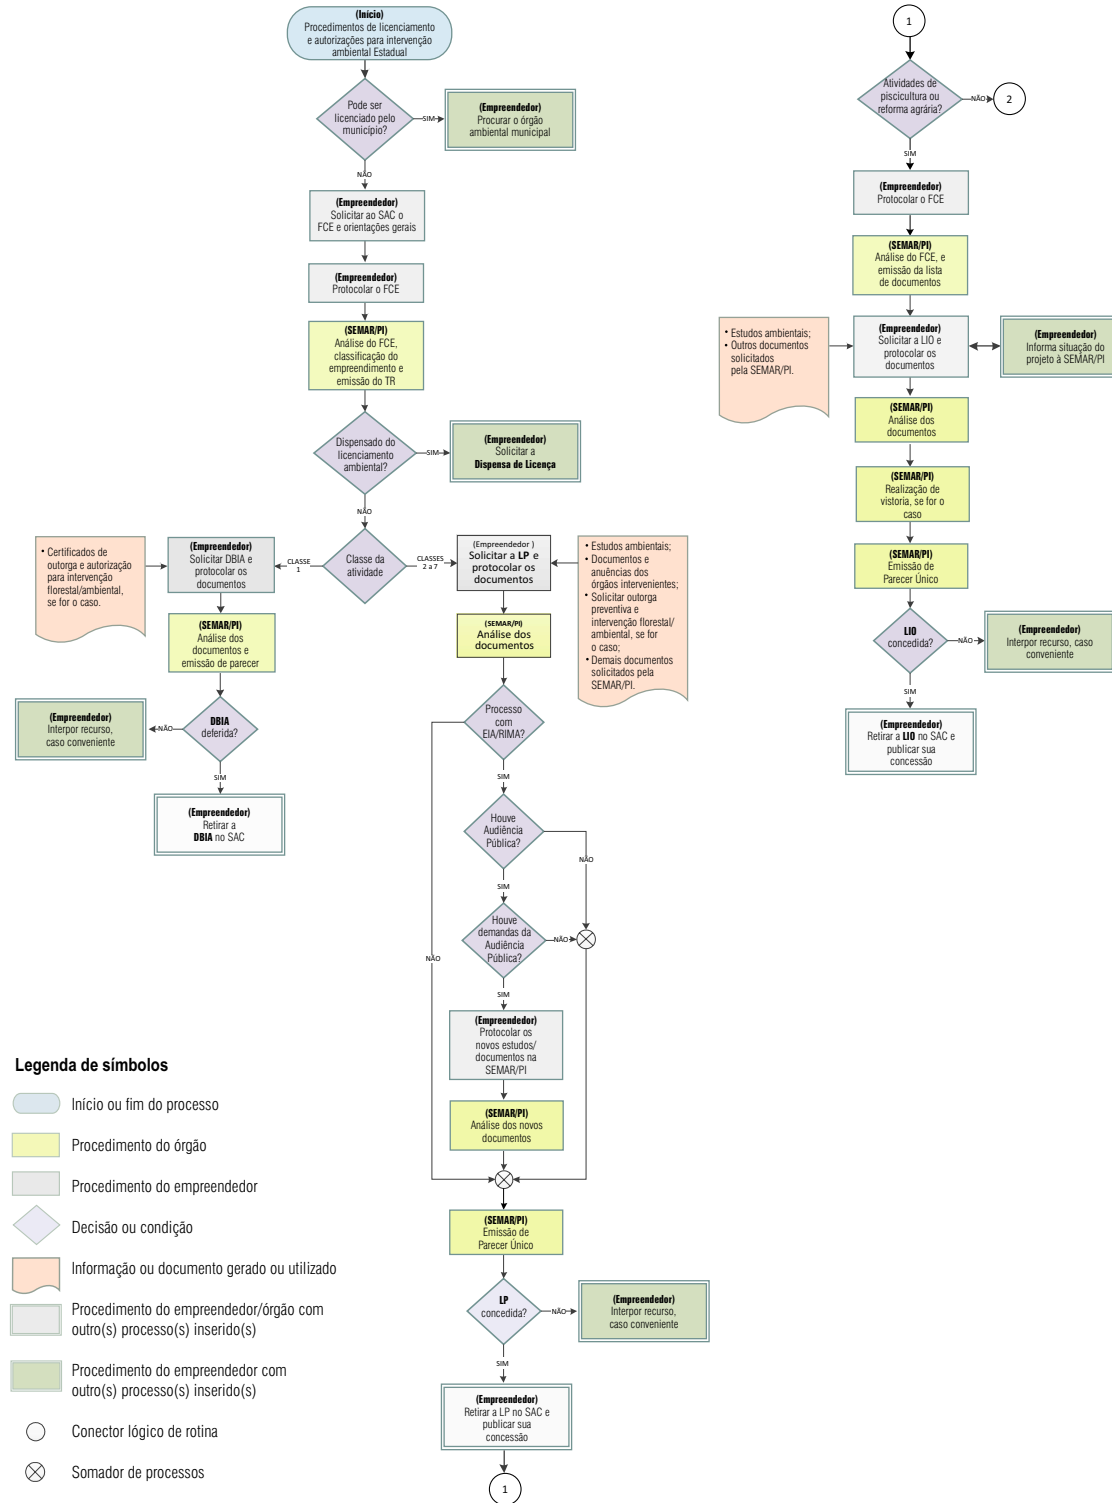 (Início)
Procedimentos de licenciamento
e autorizações para intervenção
ambiental Estadual
Pode ser
licenciado pelo
município?
SIM
(Empreendedor)
Procurar o órgão
ambiental municipal
NÃO
(Empreendedor)
Solicitar ao SAC o
FCE e orientações gerais
(Empreendedor)
Protocolar o FCE
(SEMAR/PI)
Análise do FCE,
classificação do
empreendimento e
emissão do TR
Dispensado do
licenciamento
ambiental?
SIM
(Empreendedor)
Solicitar a
Dispensa de Licença
NÃO
Classe da
atividade
CLASSE
1
CLASSES
2 a 7
• Certificados de
outorga e autorização
para intervenção
florestal/ambiental,
se for o caso.
(Empreendedor)
Solicitar DBIA e
protocolar os
documentos
(SEMAR/PI)
Análise dos
documentos e
emissão de parecer
DBIA
deferida?
NÃO
(Empreendedor)
Interpor recurso,
caso conveniente
SIM
(Empreendedor)
Retirar a
DBIA no SAC
(Empreendedor )
Solicitar a LP e
protocolar os
documentos
• Estudos ambientais;
• Documentos e
anuências dos
órgãos intervenientes;
• Solicitar outorga
preventiva e
intervenção florestal/
ambiental, se for
o caso;
• Demais documentos
solicitados pela
SEMAR/PI.
(SEMAR/PI)
Análise dos
documentos
Processo
com
EIA/RIMA?
SIM
NÃO
Houve
Audiência
Pública?
NÃO
SIM
Houve
demandas da
Audiência
Pública?
NÃO
SIM
(Empreendedor)
Protocolar os
novos estudos/
documentos na
SEMAR/PI
(SEMAR/PI)
Análise dos novos
documentos
(SEMAR/PI)
Emissão de
Parecer Único
LP
concedida?
NÃO
(Empreendedor)
Interpor recurso,
caso conveniente
SIM
(Empreendedor)
Retirar a LP no SAC e
publicar sua
concessão
1
1
Atividades de
piscicultura ou
reforma agrária?
NÃO
2
SIM
(Empreendedor)
Protocolar o FCE
(SEMAR/PI)
Análise do FCE, e
emissão da lista
de documentos
• Estudos ambientais;
• Outros documentos
solicitados
pela SEMAR/PI.
(Empreendedor)
Solicitar a LIO e
protocolar os
documentos
(Empreendedor)
Informa situação do
projeto à SEMAR/PI
(SEMAR/PI)
Análise dos
documentos
(SEMAR/PI)
Realização de
vistoria, se for o
caso
(SEMAR/PI)
Emissão de
Parecer Único
LIO
concedida?
NÃO
(Empreendedor)
Interpor recurso, caso
conveniente
SIM
(Empreendedor)
Retirar a LIO no SAC e
publicar sua
concessão
Legenda de símbolos
Início ou fim do processo
Procedimento do órgão
Procedimento do empreendedor
Decisão ou condição
Informação ou documento gerado ou utilizado
Procedimento do empreendedor/órgão com
outro(s) processo(s) inserido(s)
Procedimento do empreendedor com
outro(s) processo(s) inserido(s)
Conector lógico de rotina
Somador de processos